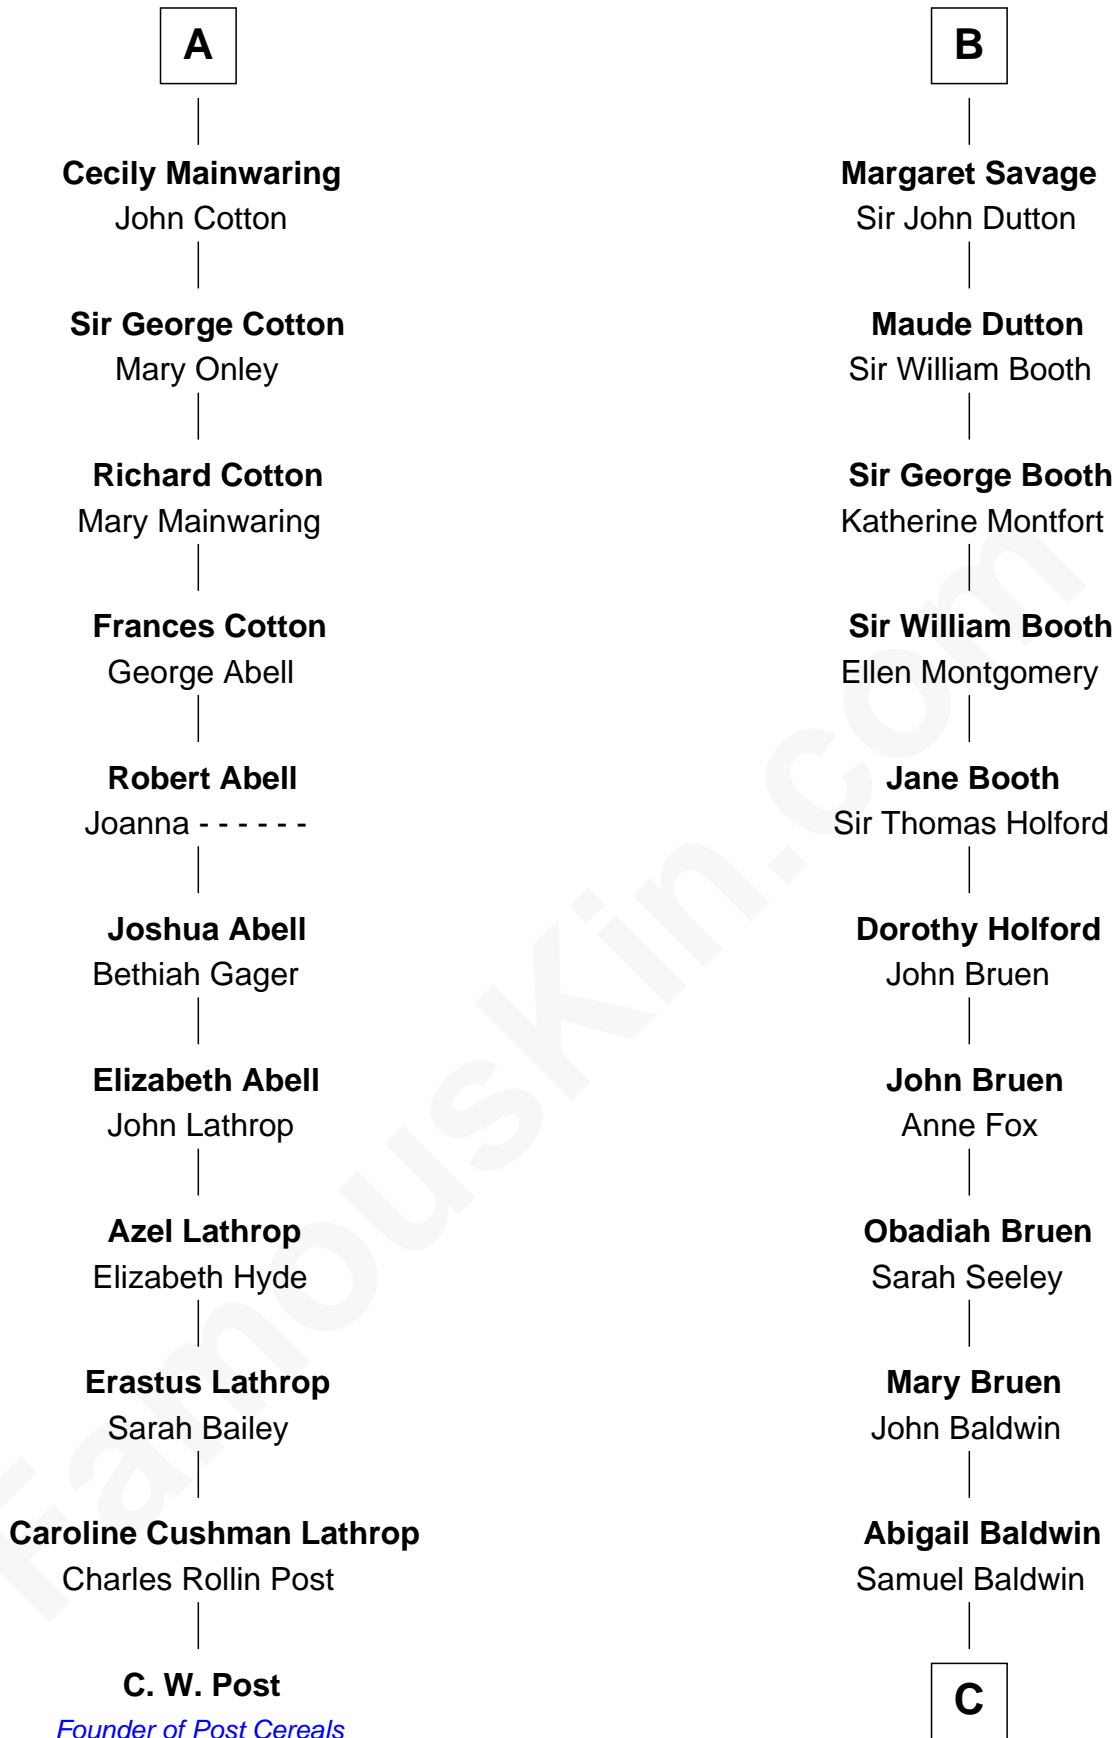 A
Cecily Mainwaring
John Cotton
Sir George Cotton
Mary Onley
Richard Cotton
Mary Mainwaring
Frances Cotton
George Abell
Robert Abell
Joanna - - - - - -
Joshua Abell
Bethiah Gager
Elizabeth Abell
John Lathrop
Azel Lathrop
Elizabeth Hyde
Erastus Lathrop
Sarah Bailey
Caroline Cushman Lathrop
Charles Rollin Post
C. W. Post
Founder of Post Cereals
B
Margaret Savage
Sir John Dutton
Maude Dutton
Sir William Booth
Sir George Booth
Katherine Montfort
Sir William Booth
Ellen Montgomery
Jane Booth
Sir Thomas Holford
Dorothy Holford
John Bruen
John Bruen
Anne Fox
Obadiah Bruen
Sarah Seeley
Mary Bruen
John Baldwin
Abigail Baldwin
Samuel Baldwin
C
FamousKin.com